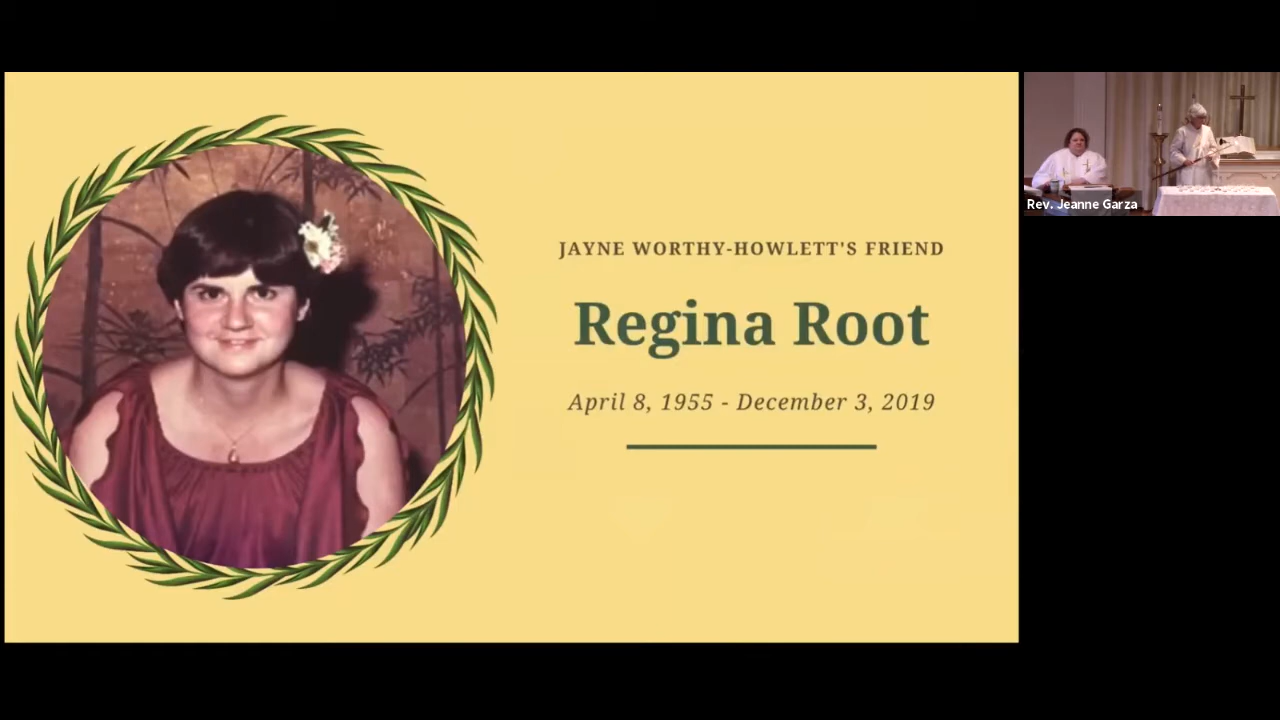 JAYNE WORTHY-HOWLETT'S FRIEND
Regina Root
April 8, 1955 - December 3, 2019
Rev. Jeanne Garza